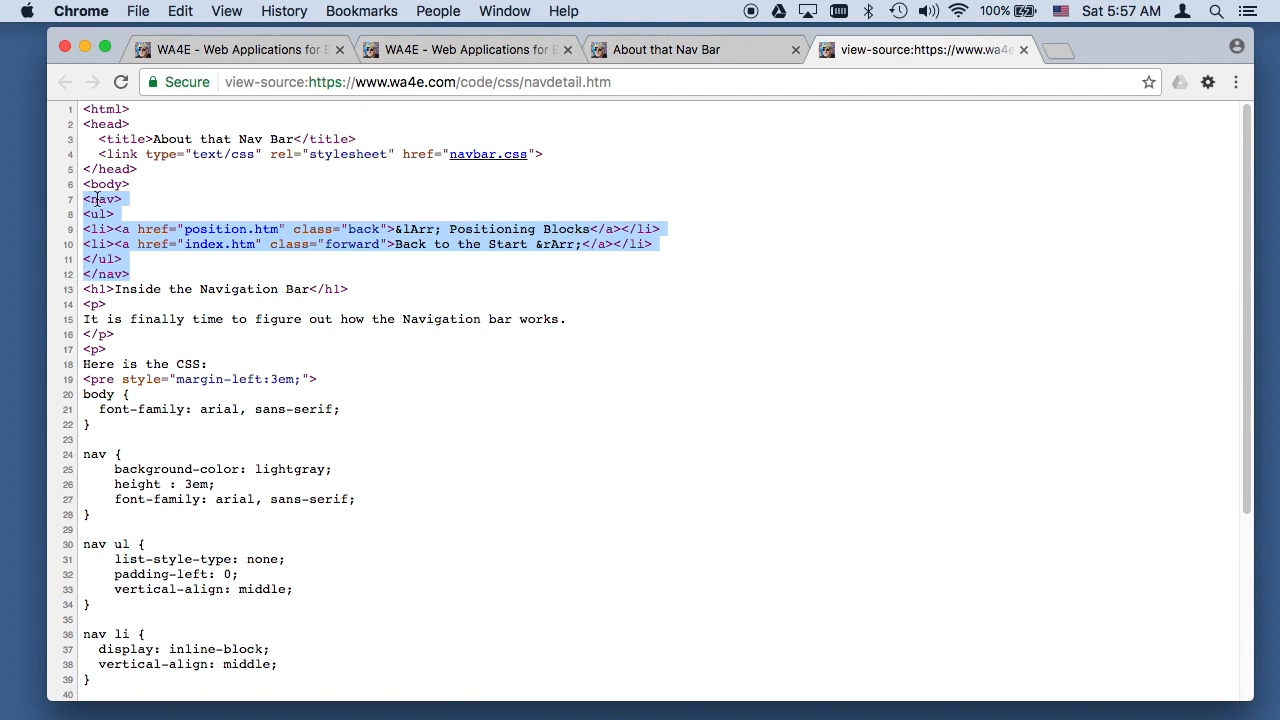 Chrome File Edit View History Bookmarks People Window Help 100% Sat 5:57 AM
WA4E - Web Applications for E WA4E - Web Applications for E About that Nav Bar view-source:https://www.wa4e
Secure view-source:https://www.wa4e.com/code/css/navdetail.htm
1 <html>
2 <head>
3 <title>About that Nav Bar</title>
4 <link type="text/css" rel="stylesheet" href="navbar.css">
5 </head>
6 <body>
7 <nav>
8 <ul>
9 <li><a href="position.htm" class="back">&lArr; Positioning Blocks</a></li>
10 <li><a href="index.htm" class="forward">Back to the Start &rArr;</a></li>
11 </ul>
12 </nav>
13 <h1>Inside the Navigation Bar</h1>
14 <p>
15 It is finally time to figure out how the Navigation bar works.
16 </p>
17 <p>
18 Here is the CSS:
19 <pre style="margin-left:3em;">
20 body {
21 font-family: arial, sans-serif;
22 }
23
24 nav {
25 background-color: lightgray;
26 height : 3em;
27 font-family: arial, sans-serif;
28 }
29
30 nav ul {
31 list-style-type: none;
32 padding-left: 0;
33 vertical-align: middle;
34 }
35
36 nav li {
37 display: inline-block;
38 vertical-align: middle;
39 }
40